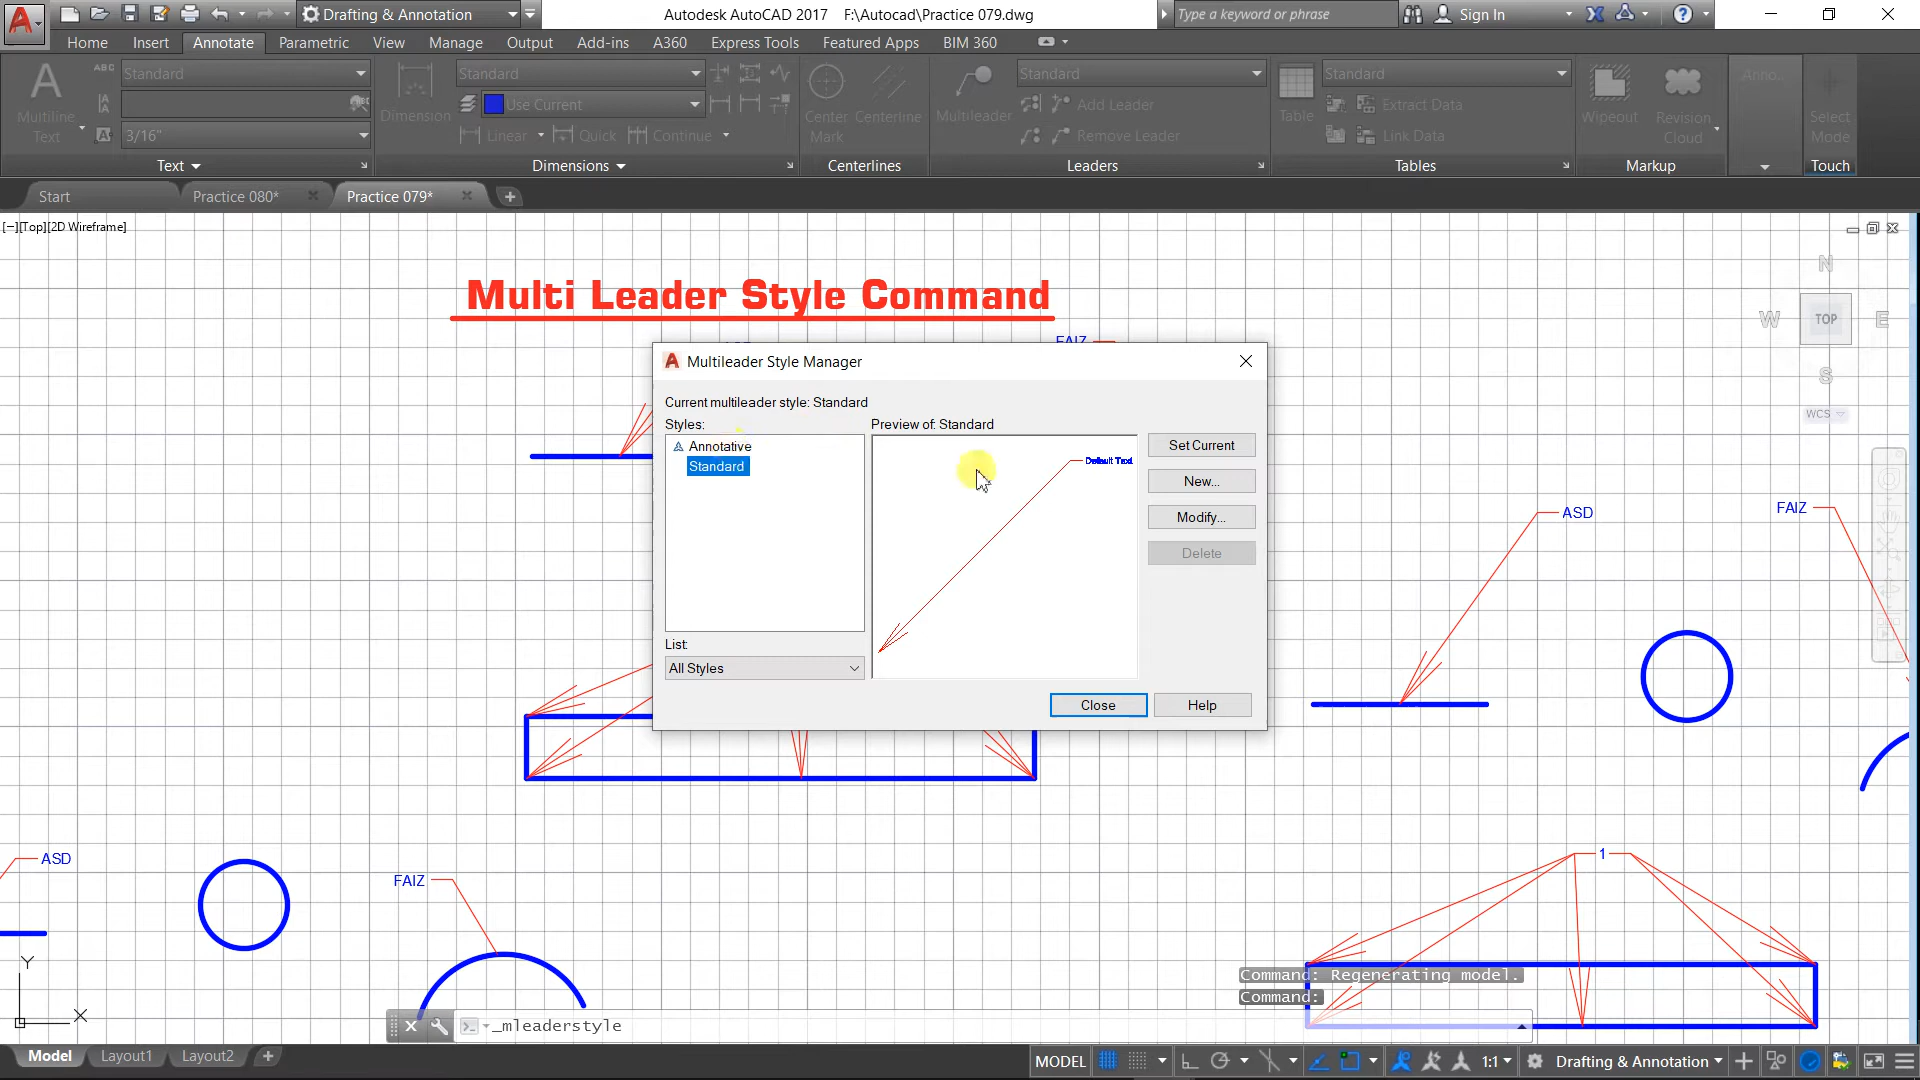 Drafting & Annotation
Autodesk AutoCAD 2017 F:\Autocad\Practice 079.dwg
Type a keyword or phrase
Sign In
Home Insert Annotate Parametric View Manage Output Add-ins A360 Express Tools Featured Apps BIM 360
Multiline Text
ABC Standard
3/16"
Text
Dimension
Standard
Use Current
Linear Quick Continue
Dimensions
Center Mark
Centerline
Centerlines
Multileader
Standard
Add Leader
Remove Leader
Leaders
Table
Standard
Extract Data
Link Data
Tables
Wipeout
Revision Cloud
Markup
Anno...
Select Mode
Touch
Start Practice 080* Practice 079*
[−][Top][2D Wireframe]
N
W TOP E
S
WCS
Multi Leader Style Command
FAIZ
Multileader Style Manager
Current multileader style: Standard
Styles:
Annotative
Standard
List:
All Styles
Preview of: Standard
Default Text
Set Current
New...
Modify...
Delete
Close Help
ASD
FAIZ
ASD
FAIZ
1
Y
X
Command: Regenerating model.
Command:
_mleaderstyle
Model Layout1 Layout2
MODEL 1:1 Drafting & Annotation